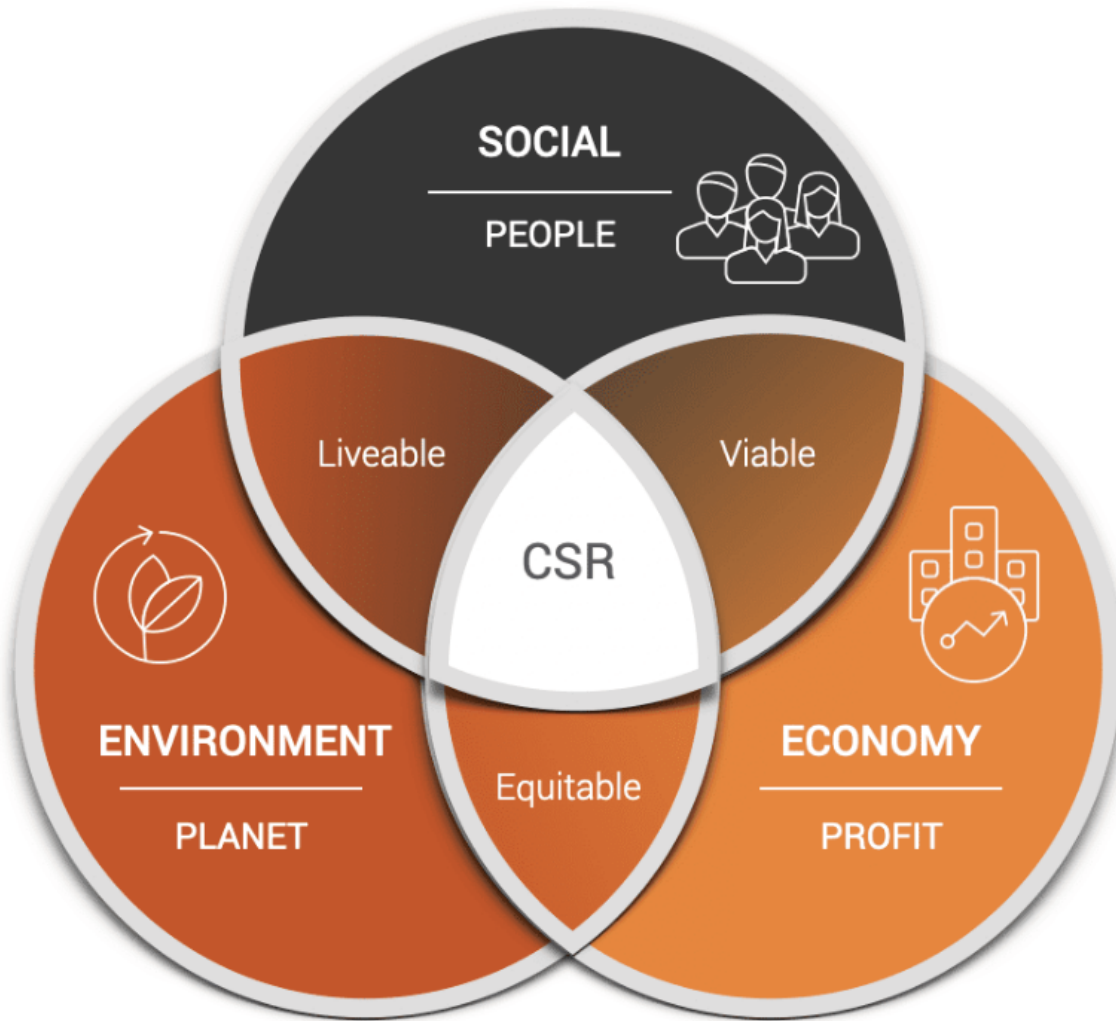 SOCIAL
PEOPLE
Liveable
Viable
CSR
ENVIRONMENT
PLANET
Equitable
ECONOMY
PROFIT